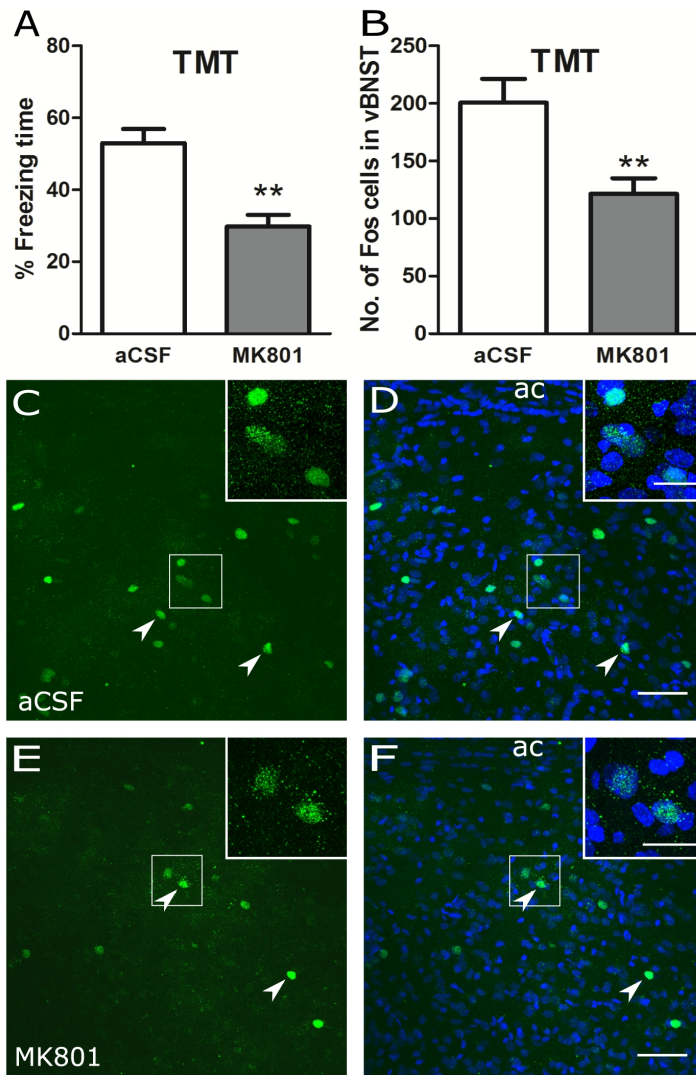 A
TMT
% Freezing time
80
60
40
20
0
**
aCSF
MK801
B
TMT
No. of Fos cells in vBNST
250
200
150
100
50
0
**
aCSF
MK801
C
aCSF
D
ac
E
MK801
F
ac